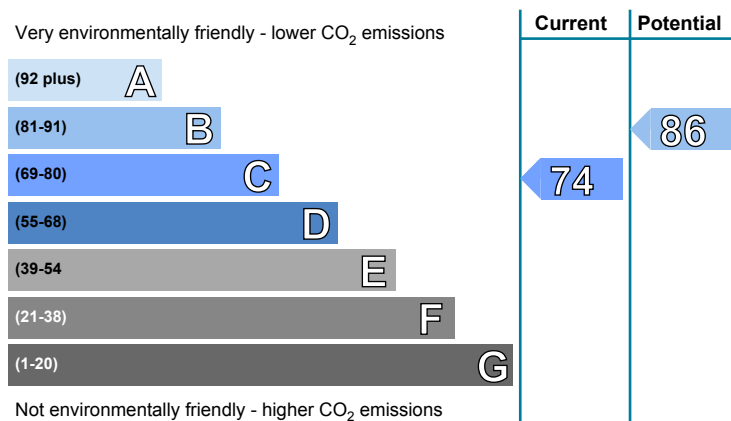 Very environmentally friendly - lower CO2 emissions
Current
Potential
(92 plus) A
(81-91) B
86
(69-80) C
74
(55-68) D
(39-54 E
(21-38) F
(1-20) G
Not environmentally friendly - higher CO2 emissions